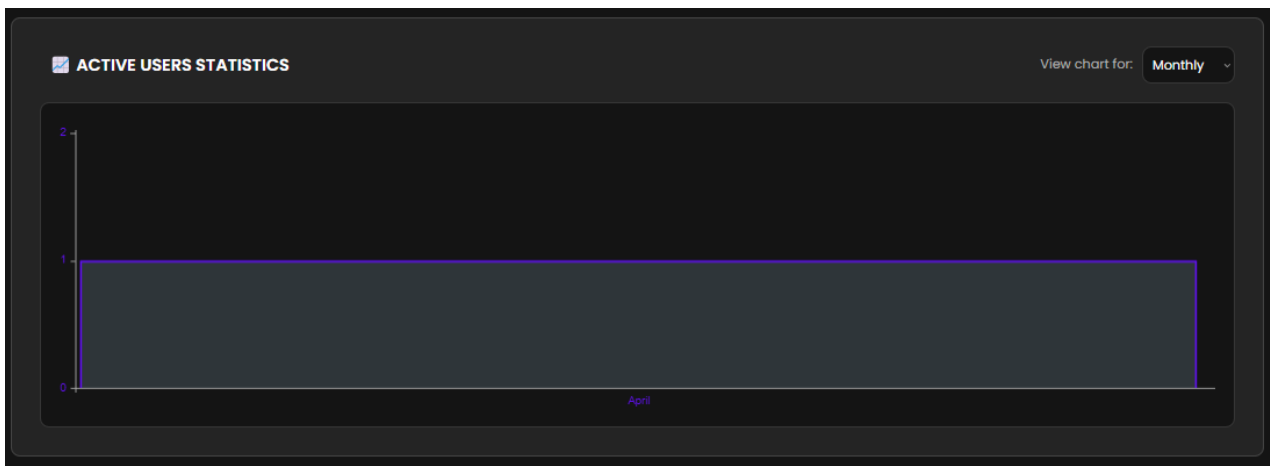 ACTIVE USERS STATISTICS
View chart for: Monthly
2
1
0
April